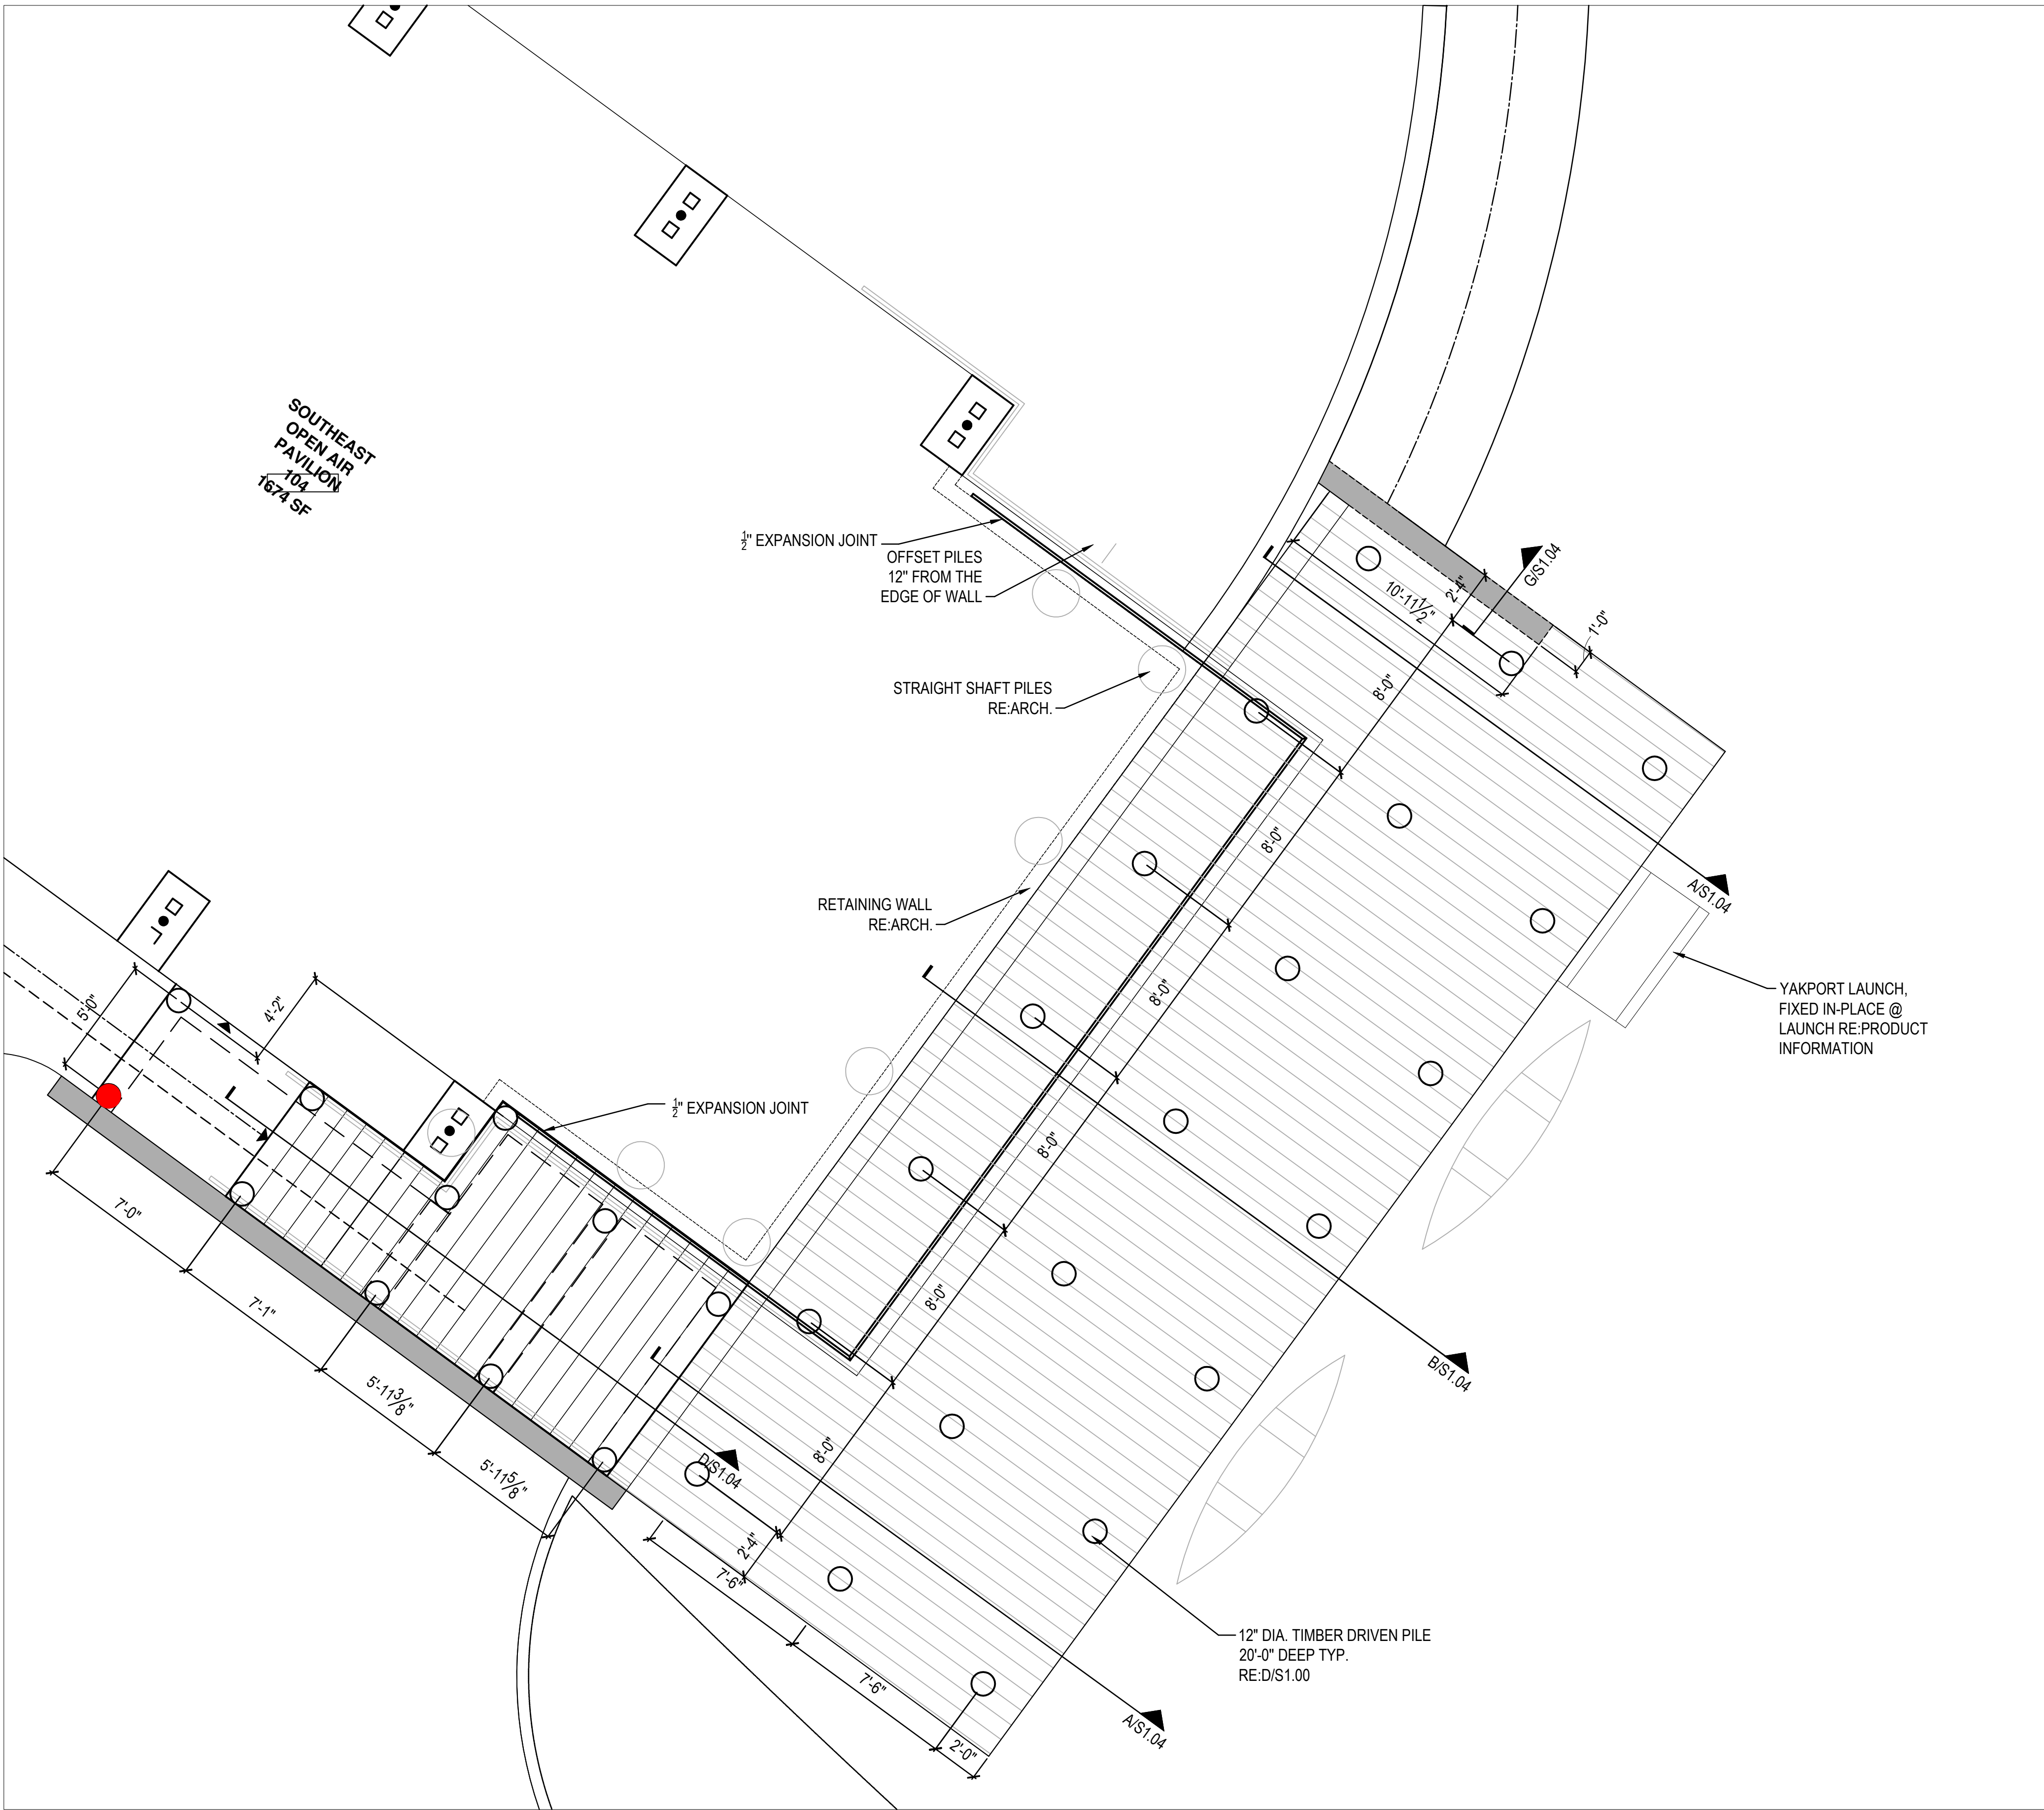 SOUTHEAST
OPEN AIR
PAVILION
104
1674 SF
½" EXPANSION JOINT
OFFSET PILES
12" FROM THE
EDGE OF WALL
STRAIGHT SHAFT PILES
RE:ARCH.
RETAINING WALL
RE:ARCH.
½" EXPANSION JOINT
10'-11½"
2'-4"
G/S1.04
1'-0"
8'-0"
8'-0"
8'-0"
8'-0"
8'-0"
8'-0"
2'-4"
A/S1.04
YAKPORT LAUNCH,
FIXED IN-PLACE @
LAUNCH RE:PRODUCT
INFORMATION
5'-0"
4'-2"
7'-0"
7'-1"
5'-11⅜"
5'-11⅝"
D/S1.04
B/S1.04
7'-6"
7'-6"
2'-0"
A/S1.04
12" DIA. TIMBER DRIVEN PILE
20'-0" DEEP TYP.
RE:D/S1.00